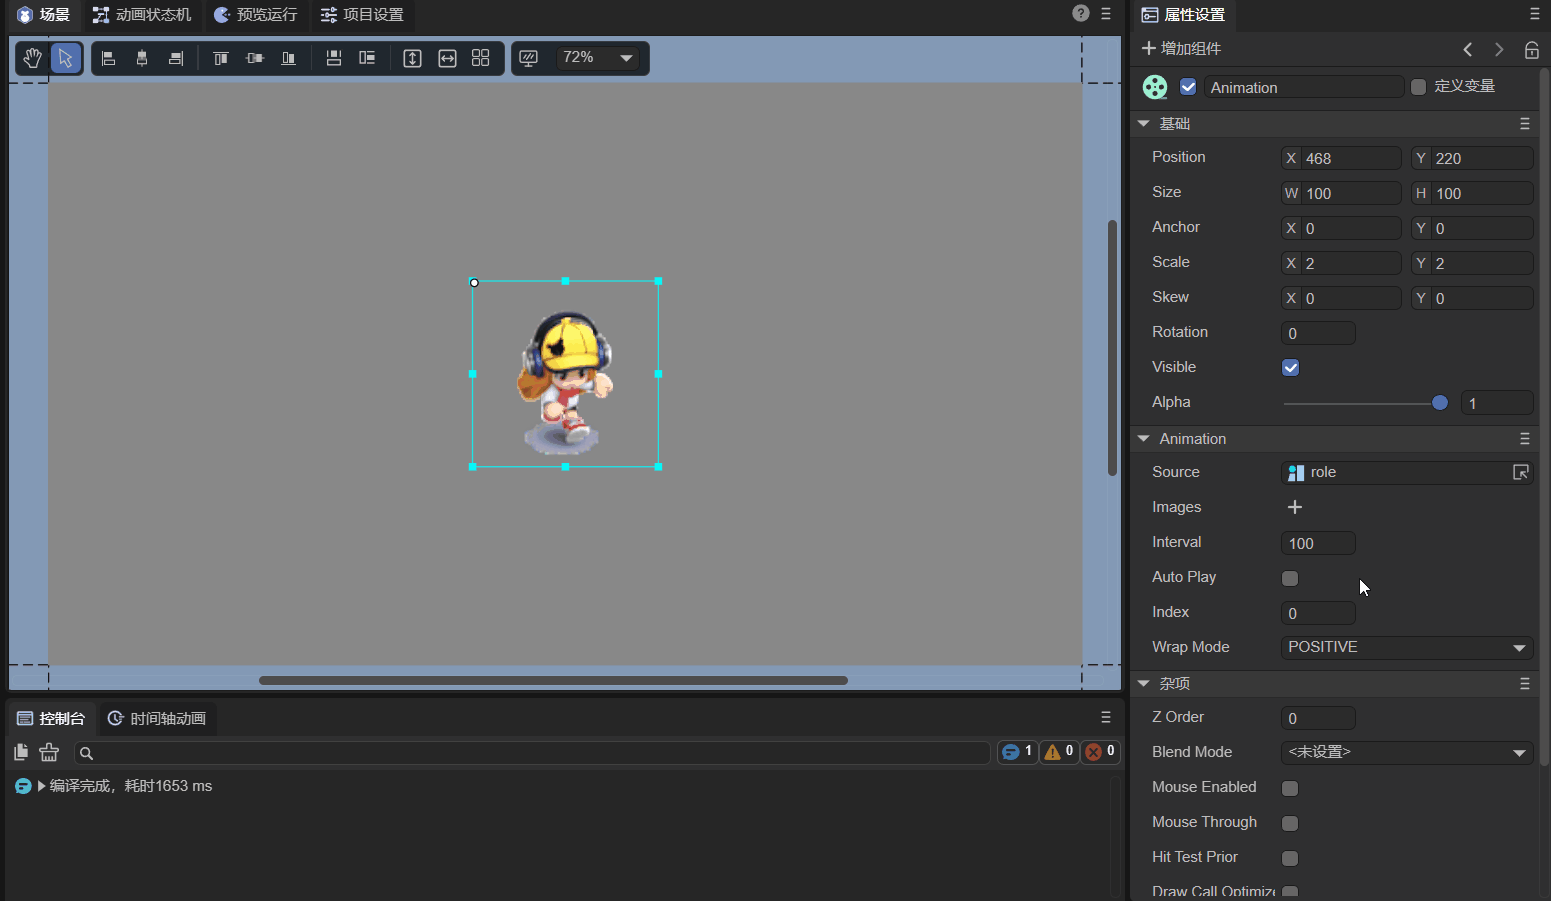 场景 动画状态机 预览运行 项目设置
72%
属性设置
增加组件
Animation 定义变量
基础
Position X 468 Y 220
Size W 100 H 100
Anchor X 0 Y 0
Scale X 2 Y 2
Skew X 0 Y 0
Rotation 0
Visible
Alpha 1
Animation
Source role
Images
Interval 100
Auto Play
Index 0
Wrap Mode POSITIVE
杂项
Z Order 0
Blend Mode <未设置>
Mouse Enabled
Mouse Through
Hit Test Prior
Draw Call Optimize
控制台 时间轴动画
1 0 0
编译完成，耗时1653 ms